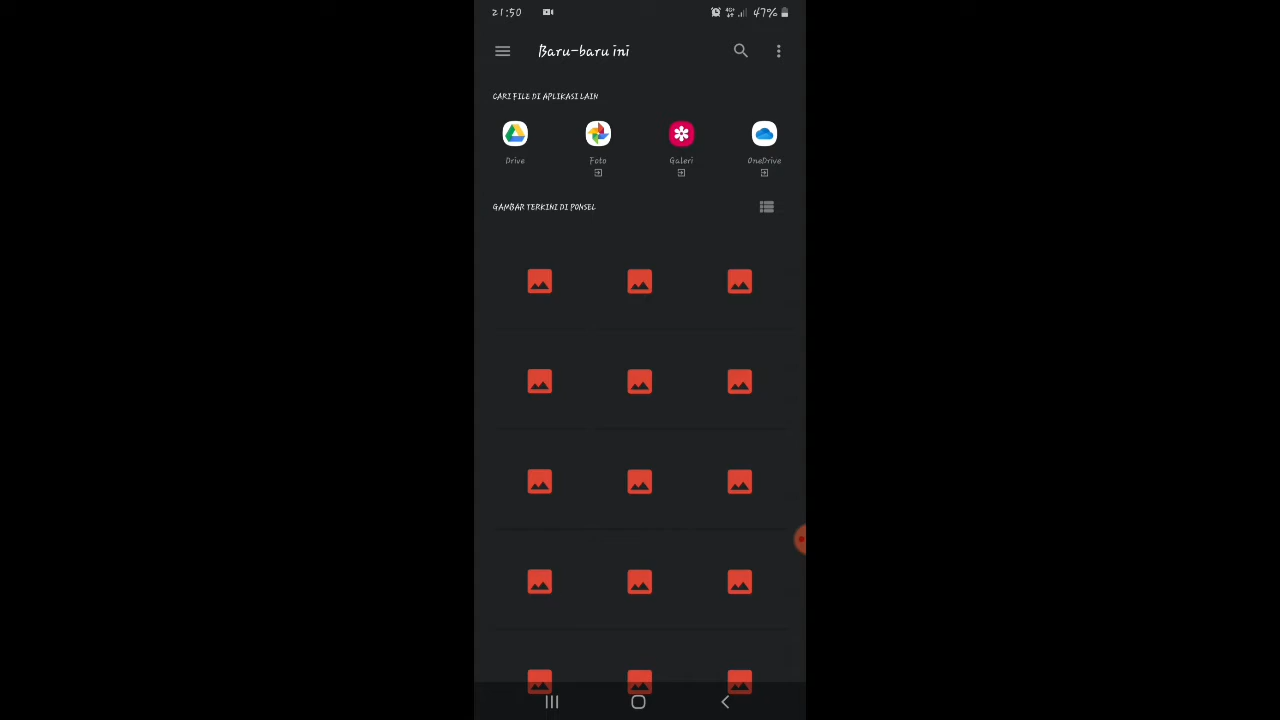 21:50 4G+ 47%
Baru-baru ini
CARI FILE DI APLIKASI LAIN
Drive Foto Galeri OneDrive
GAMBAR TERKINI DI PONSEL